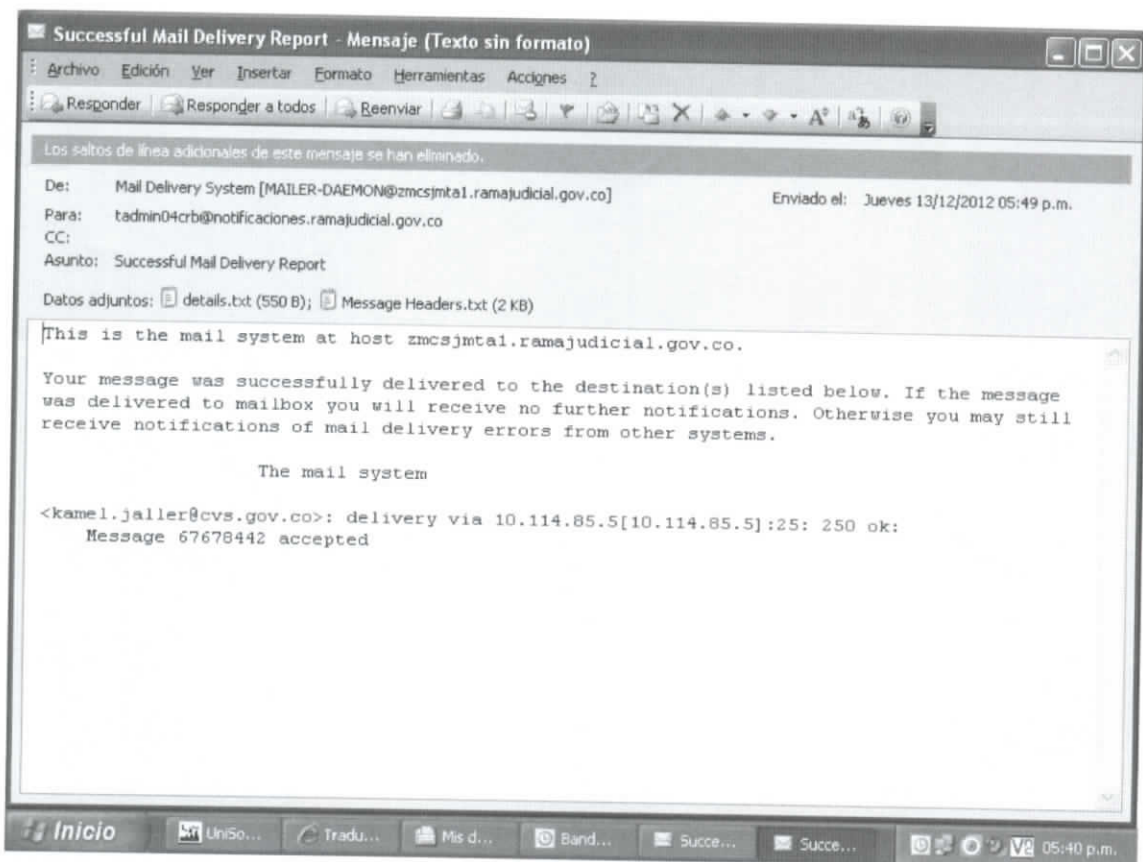 Successful Mail Delivery Report - Mensaje (Texto sin formato)
Archivo Edición Ver Insertar Formato Herramientas Acciones ?
Responder Responder a todos Reenviar
Los saltos de línea adicionales de este mensaje se han eliminado.
De: Mail Delivery System [MAILER-DAEMON@zmcsjmta1.ramajudicial.gov.co] Enviado el: Jueves 13/12/2012 05:49 p.m.
Para: tadmin04crb@notificaciones.ramajudicial.gov.co
CC:
Asunto: Successful Mail Delivery Report
Datos adjuntos: details.txt (550 B); Message Headers.txt (2 KB)
This is the mail system at host zmcsjmta1.ramajudicial.gov.co.
Your message was successfully delivered to the destination(s) listed below. If the message
was delivered to mailbox you will receive no further notifications. Otherwise you may still
receive notifications of mail delivery errors from other systems.
The mail system
<kamel.jaller@cvs.gov.co>: delivery via 10.114.85.5[10.114.85.5]:25: 250 ok:
Message 67678442 accepted
Inicio UniSo... Tradu... Mis d... Band... Succe... Succe... 05:40 p.m.